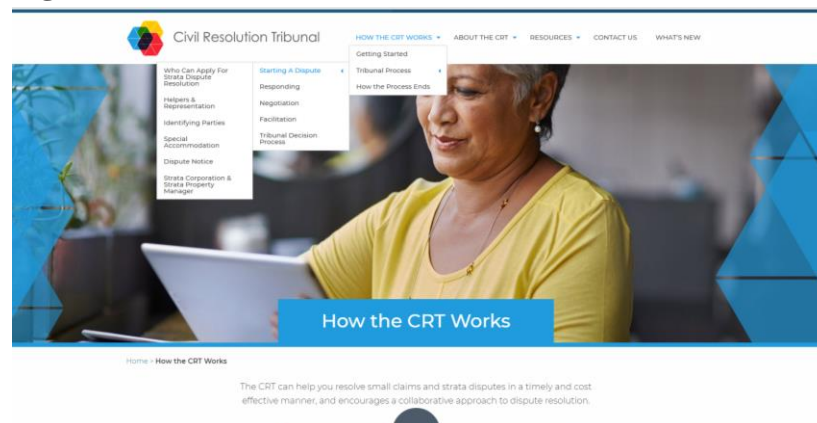 Civil Resolution Tribunal
HOW THE CRT WORKS
ABOUT THE CRT
RESOURCES
CONTACT US
WHAT'S NEW
Getting Started
Tribunal Process
How the Process Ends
Starting A Dispute
Responding
Negotiation
Facilitation
Tribunal Decision
Process
Who Can Apply For
Strata Dispute
Resolution
Helpers &
Representation
Identifying Parties
Special
Accommodation
Dispute Notice
Strata Corporation &
Strata Property
Manager
How the CRT Works
Home > How the CRT Works
The CRT can help you resolve small claims and strata disputes in a timely and cost
effective manner, and encourages a collaborative approach to dispute resolution.